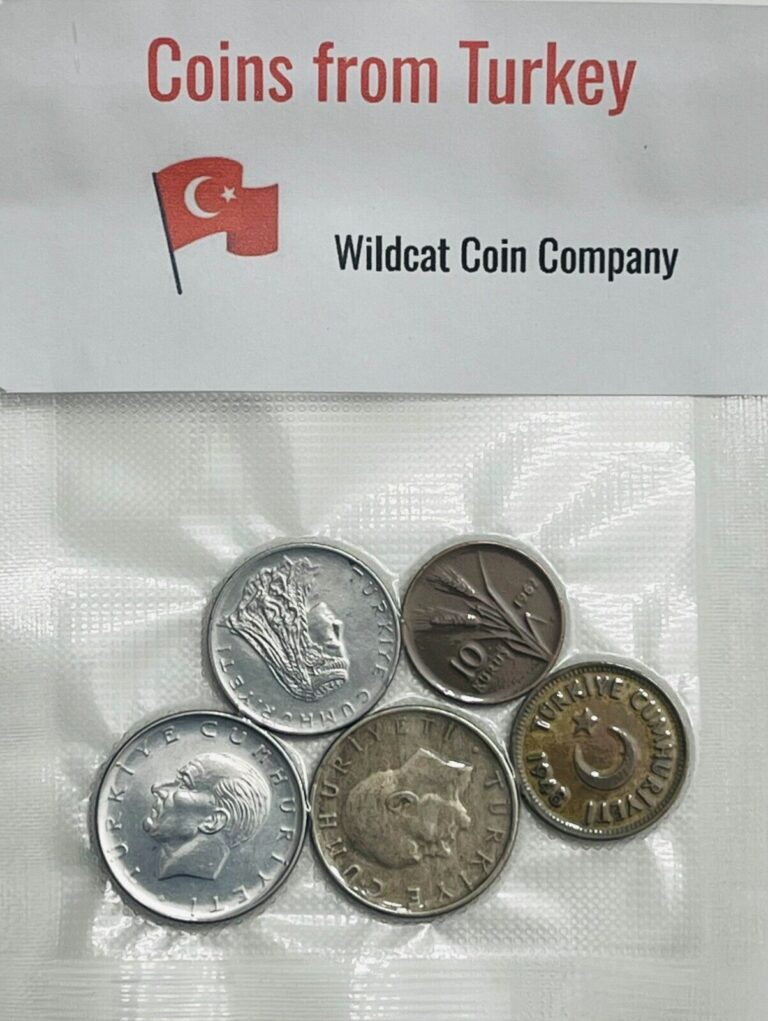 Coins from Turkey
Wildcat Coin Company
TÜRKİYE CUMHURİYETİ
10
KURUŞ
TÜRKİYE CUMHURİYETİ
TÜRKİYE CUMHURİYETİ
TÜRKİYE CUMHURİYETİ